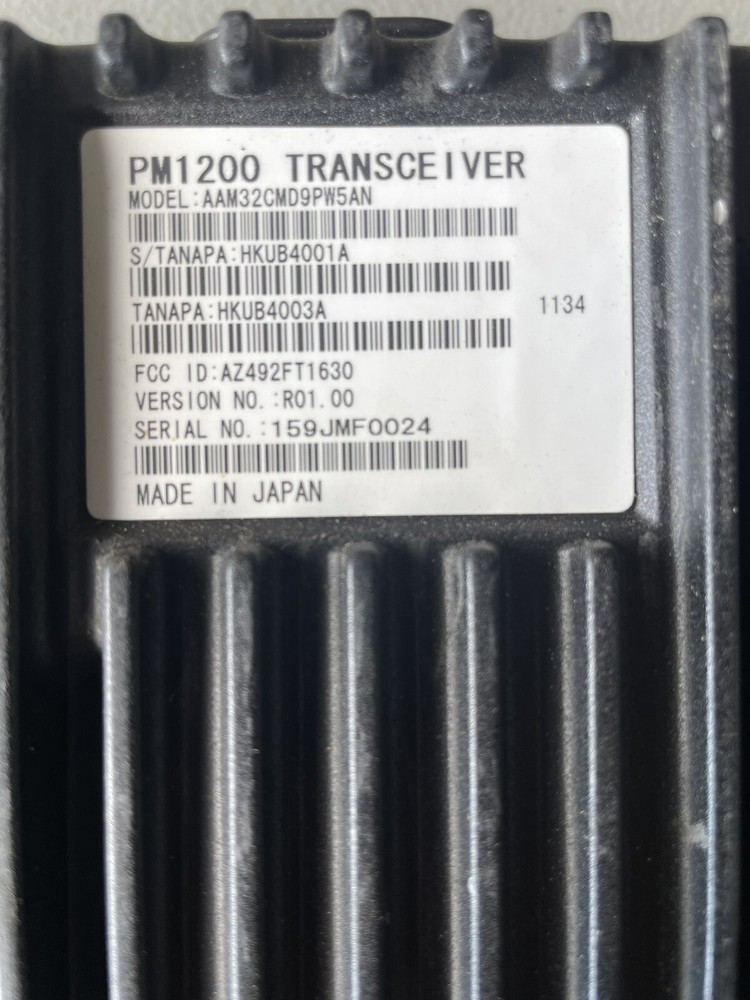 PM1200 TRANSCEIVER
MODEL:AAM32CMD9PW5AN
S/TANAPA:HKUB4001A
TANAPA:HKUB4003A
1134
FCC ID:AZ492FT1630
VERSION NO.:R01.00
SERIAL NO.:159JMF0024
MADE IN JAPAN